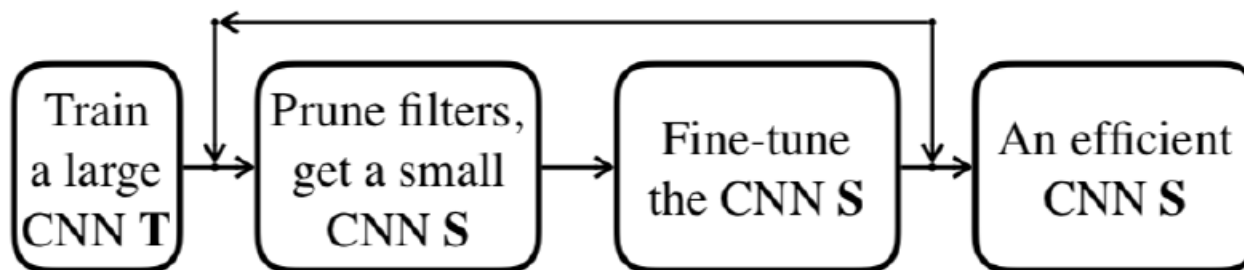 Train
a large
CNN T
Prune filters,
get a small
CNN S
Fine-tune
the CNN S
An efficient
CNN S